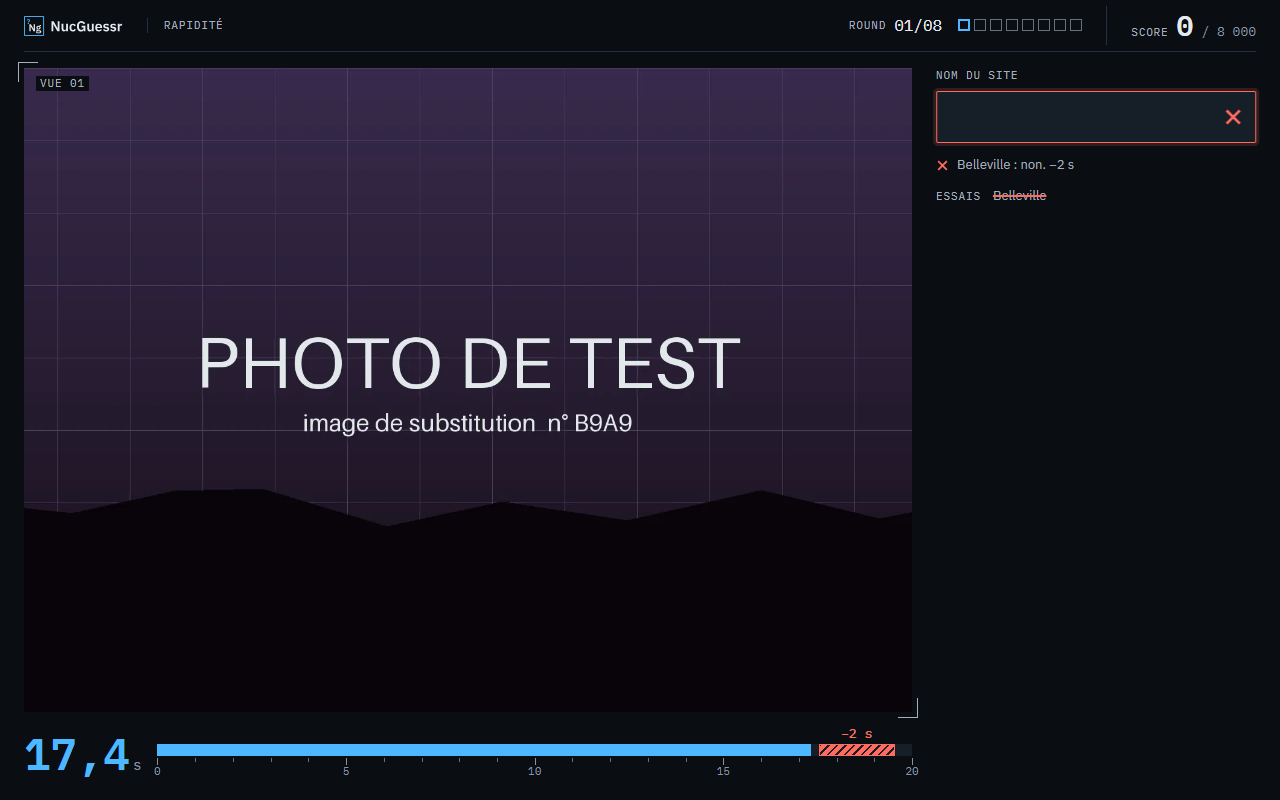 ?
Ng NucGuessr RAPIDITÉ ROUND 01/08 SCORE 0 / 8 000
VUE 01
NOM DU SITE
Belleville : non. −2 s
ESSAIS Belleville
PHOTO DE TEST
image de substitution n° B9A9
−2 s
17,4 s
0 5 10 15 20